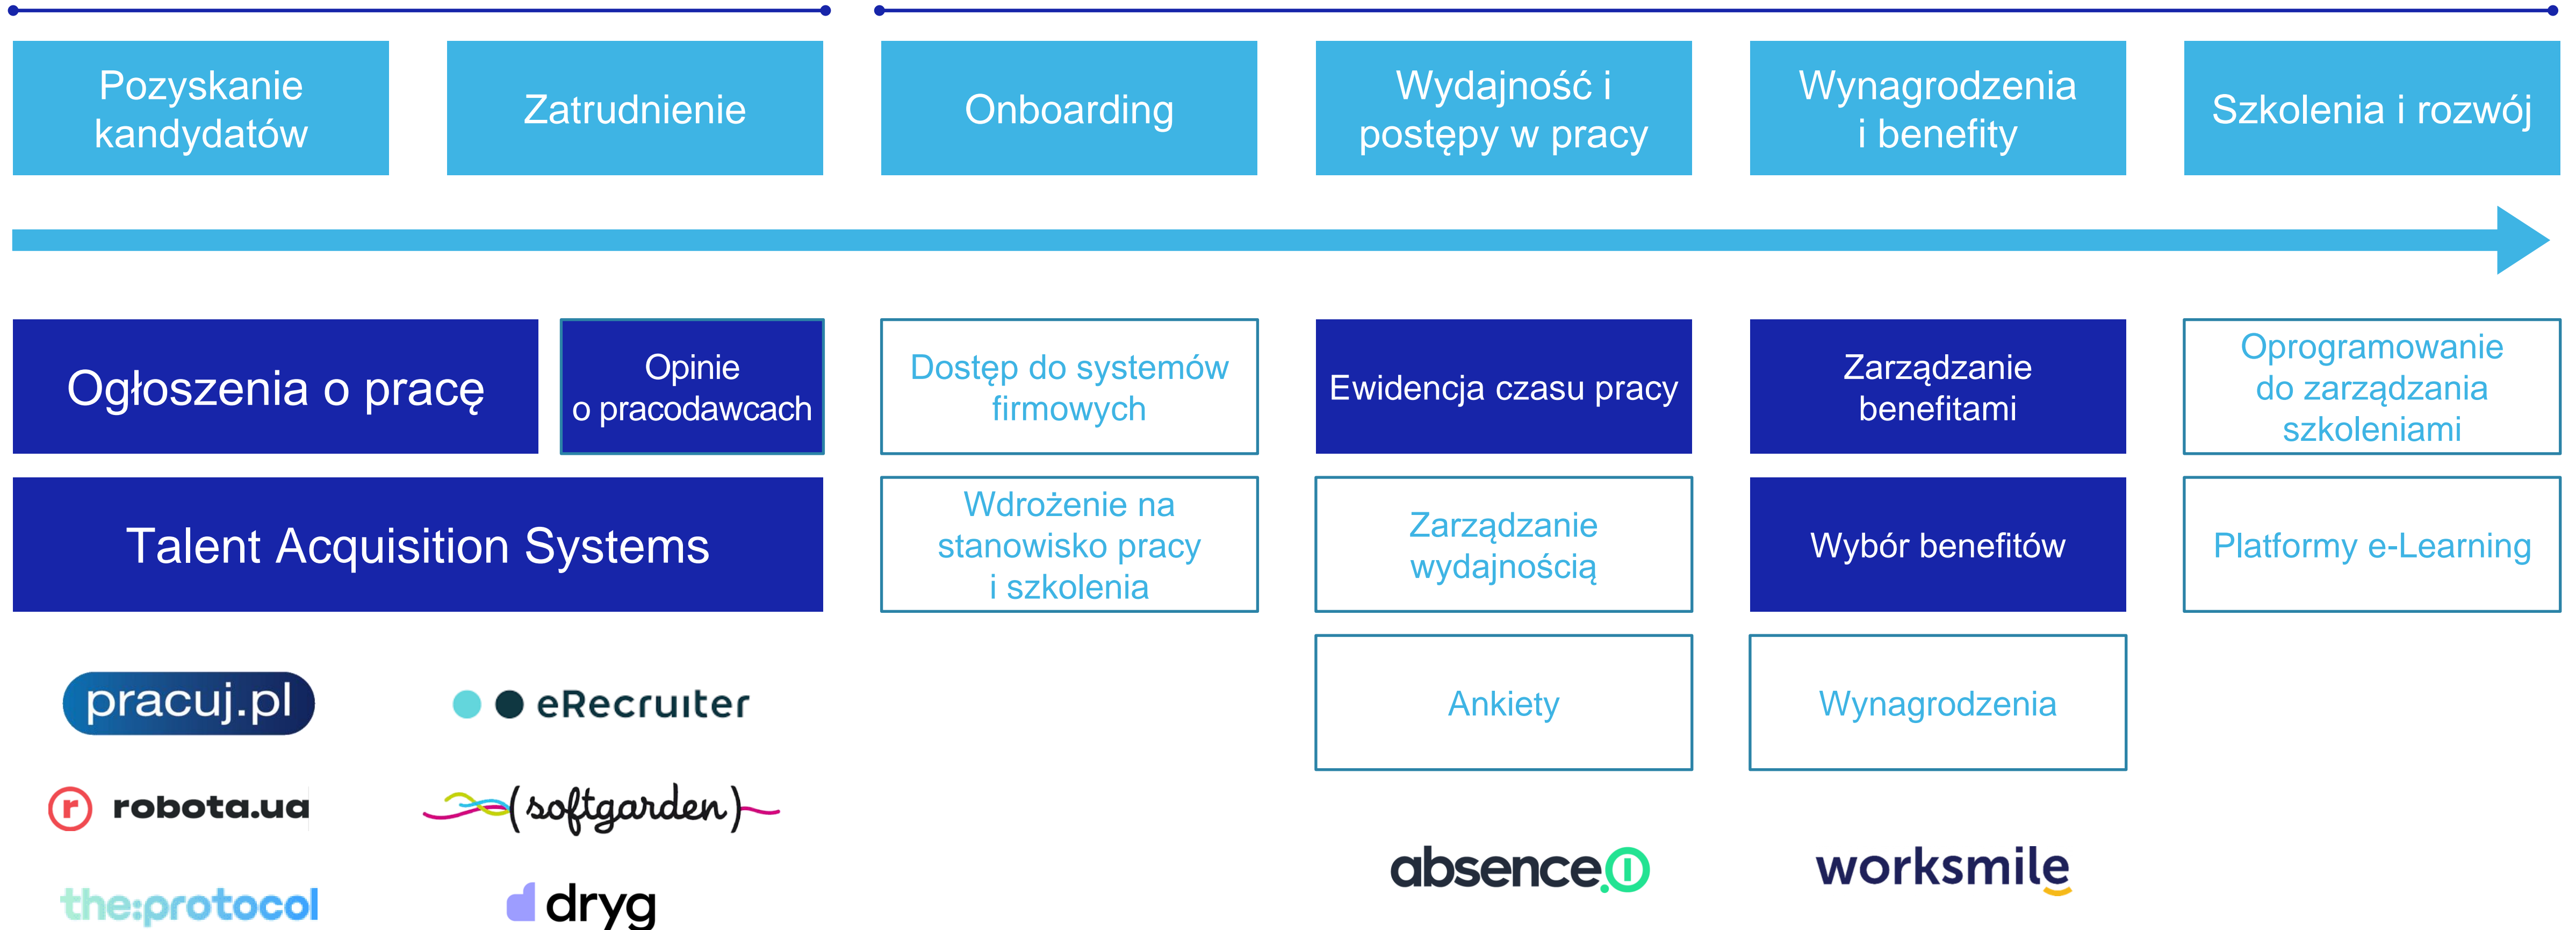 Pozyskanie
kandydatów
Zatrudnienie
Onboarding
Wydajność i
postępy w pracy
Wynagrodzenia
i benefity
Szkolenia i rozwój
Ogłoszenia o pracę
Opinie
o pracodawcach
Dostęp do systemów
firmowych
Ewidencja czasu pracy
Zarządzanie
benefitami
Oprogramowanie
do zarządzania
szkoleniami
Talent Acquisition Systems
Wdrożenie na
stanowisko pracy
i szkolenia
Zarządzanie
wydajnością
Wybór benefitów
Platformy e-Learning
Ankiety
Wynagrodzenia
pracuj.pl
eRecruiter
r robota.ua
(softgarden)
absence.io
worksmile
the:protocol
dryg